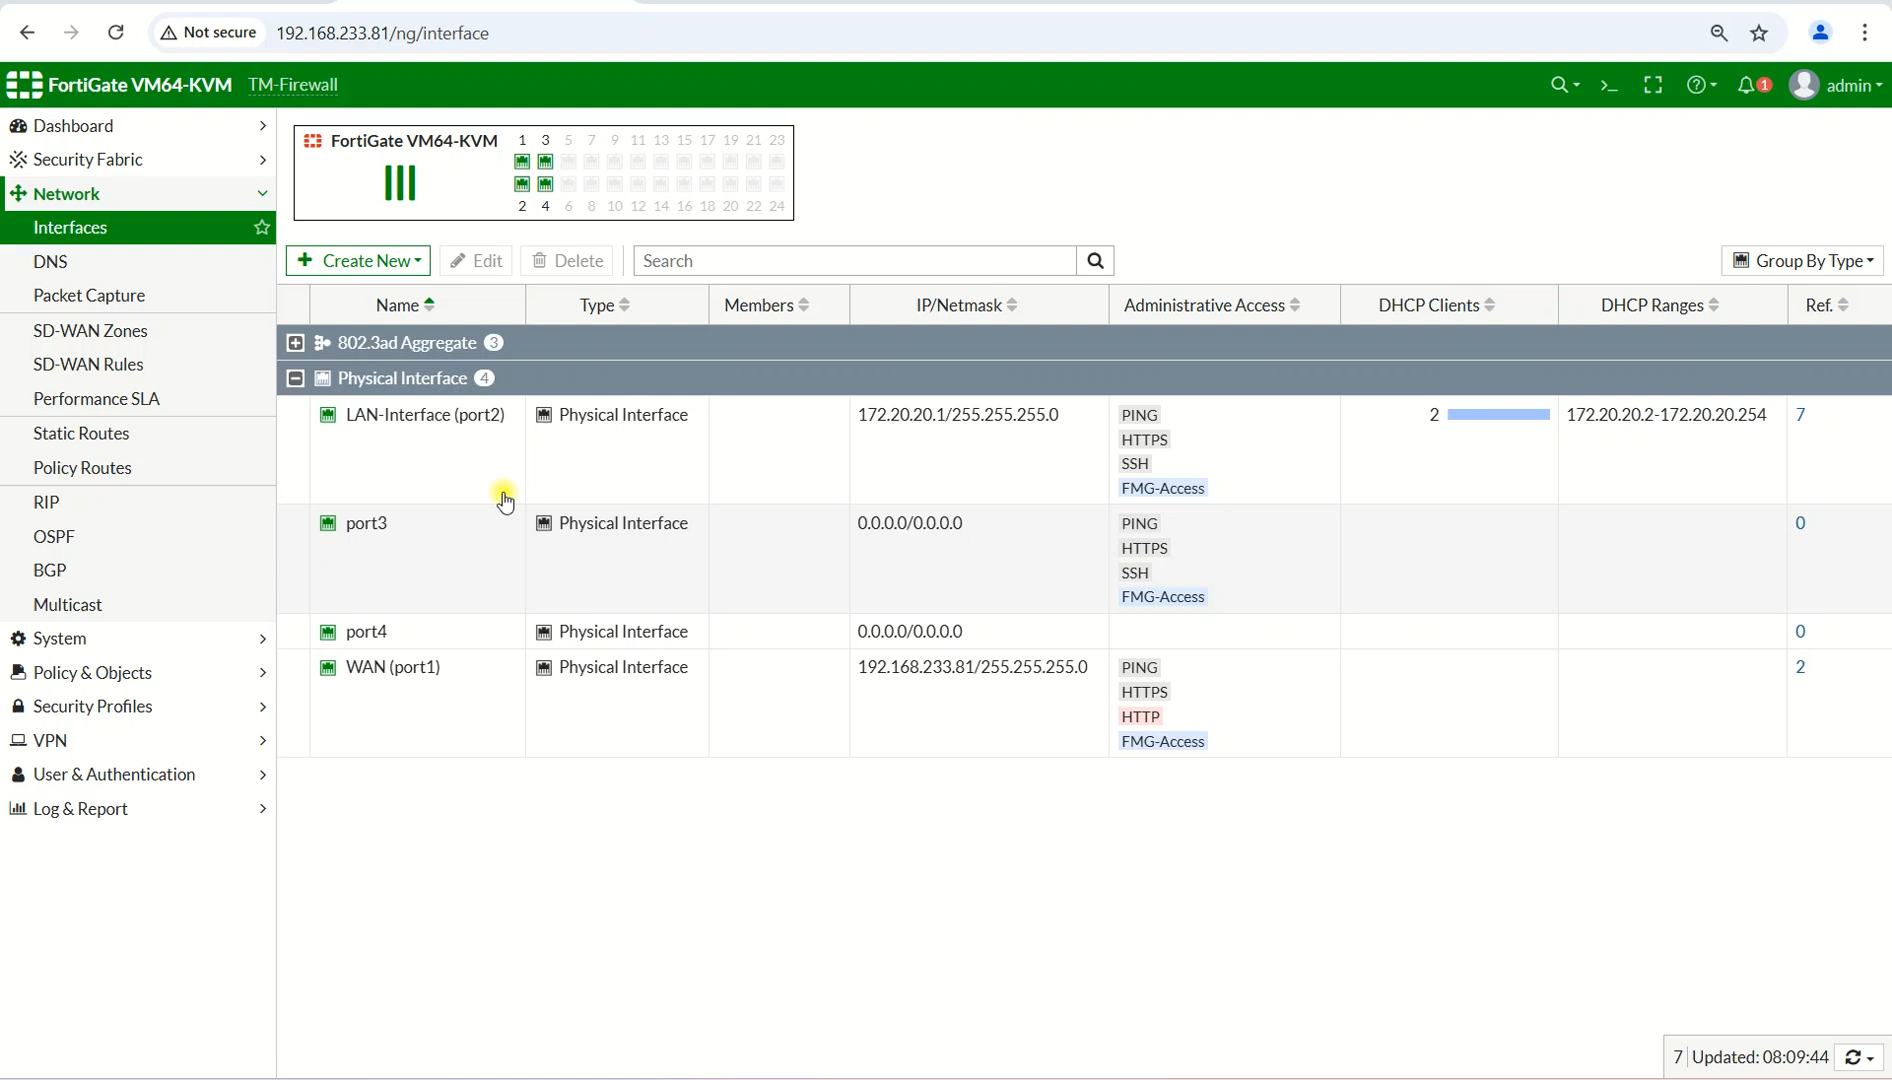 Not secure 192.168.233.81/ng/interface
FortiGate VM64-KVM TM-Firewall 1 admin
Dashboard
Security Fabric
Network
Interfaces
DNS
Packet Capture
SD-WAN Zones
SD-WAN Rules
Performance SLA
Static Routes
Policy Routes
RIP
OSPF
BGP
Multicast
System
Policy & Objects
Security Profiles
VPN
User & Authentication
Log & Report
FortiGate VM64-KVM 1 3 5 7 9 11 13 15 17 19 21 23
2 4 6 8 10 12 14 16 18 20 22 24
+ Create New Edit Delete Search Group By Type
Name Type Members IP/Netmask Administrative Access DHCP Clients DHCP Ranges Ref.
802.3ad Aggregate 3
Physical Interface 4
LAN-Interface (port2) Physical Interface 172.20.20.1/255.255.255.0 PING 2 172.20.20.2-172.20.20.254 7
HTTPS
SSH
FMG-Access
port3 Physical Interface 0.0.0.0/0.0.0.0 PING 0
HTTPS
SSH
FMG-Access
port4 Physical Interface 0.0.0.0/0.0.0.0 0
WAN (port1) Physical Interface 192.168.233.81/255.255.255.0 PING 2
HTTPS
HTTP
FMG-Access
7 Updated: 08:09:44